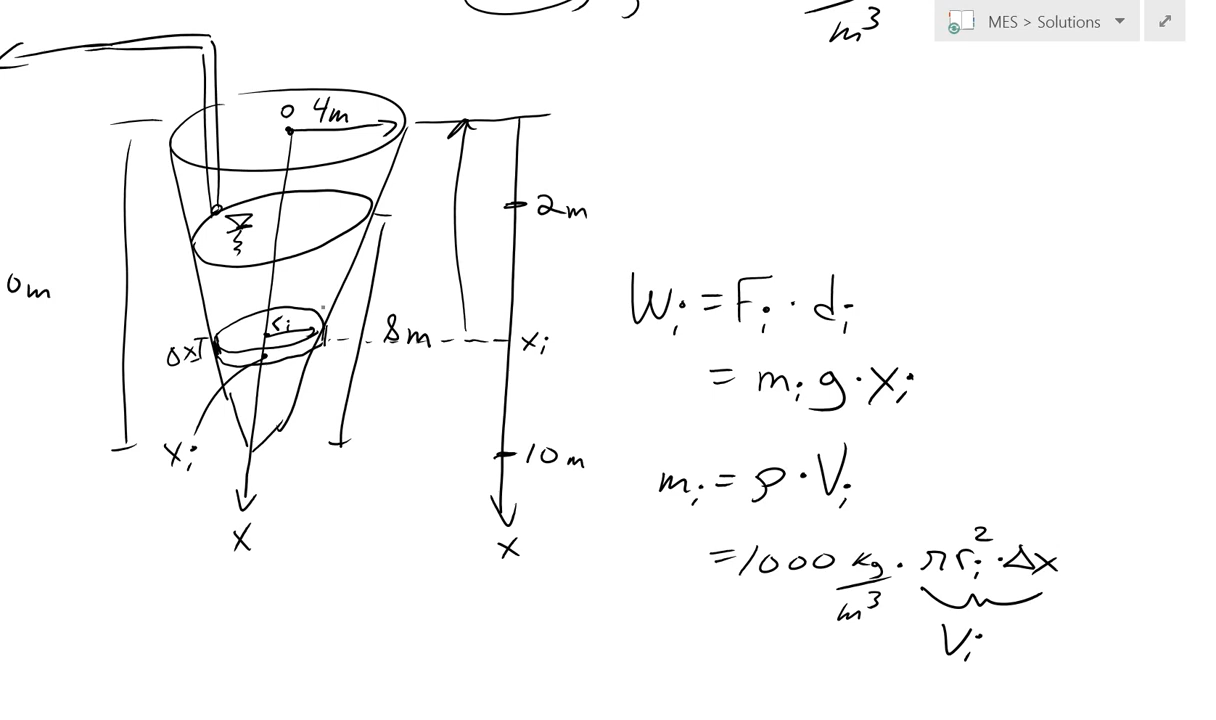 m³
MES > Solutions
0 4m
2m
0m
Wᵢ = Fᵢ · dᵢ
rᵢ
Δx
8m
xᵢ
= mᵢ g · xᵢ
xᵢ
10m
mᵢ = ρ · Vᵢ
x
x
= 1000 kg/m³ · πrᵢ² · Δx
Vᵢ